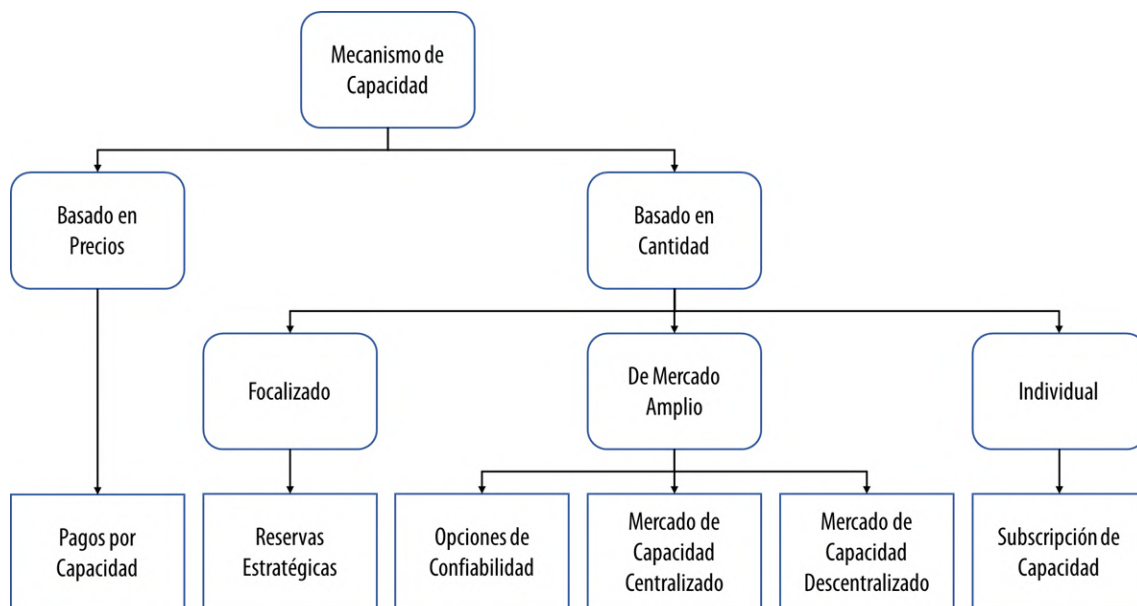 Mecanismo de
Capacidad
Basado en
Precios
Basado en
Cantidad
Focalizado
De Mercado
Amplio
Individual
Pagos por
Capacidad
Reservas
Estratégicas
Opciones de
Confiabilidad
Mercado de
Capacidad
Centralizado
Mercado de
Capacidad
Descentralizado
Subscripción de
Capacidad